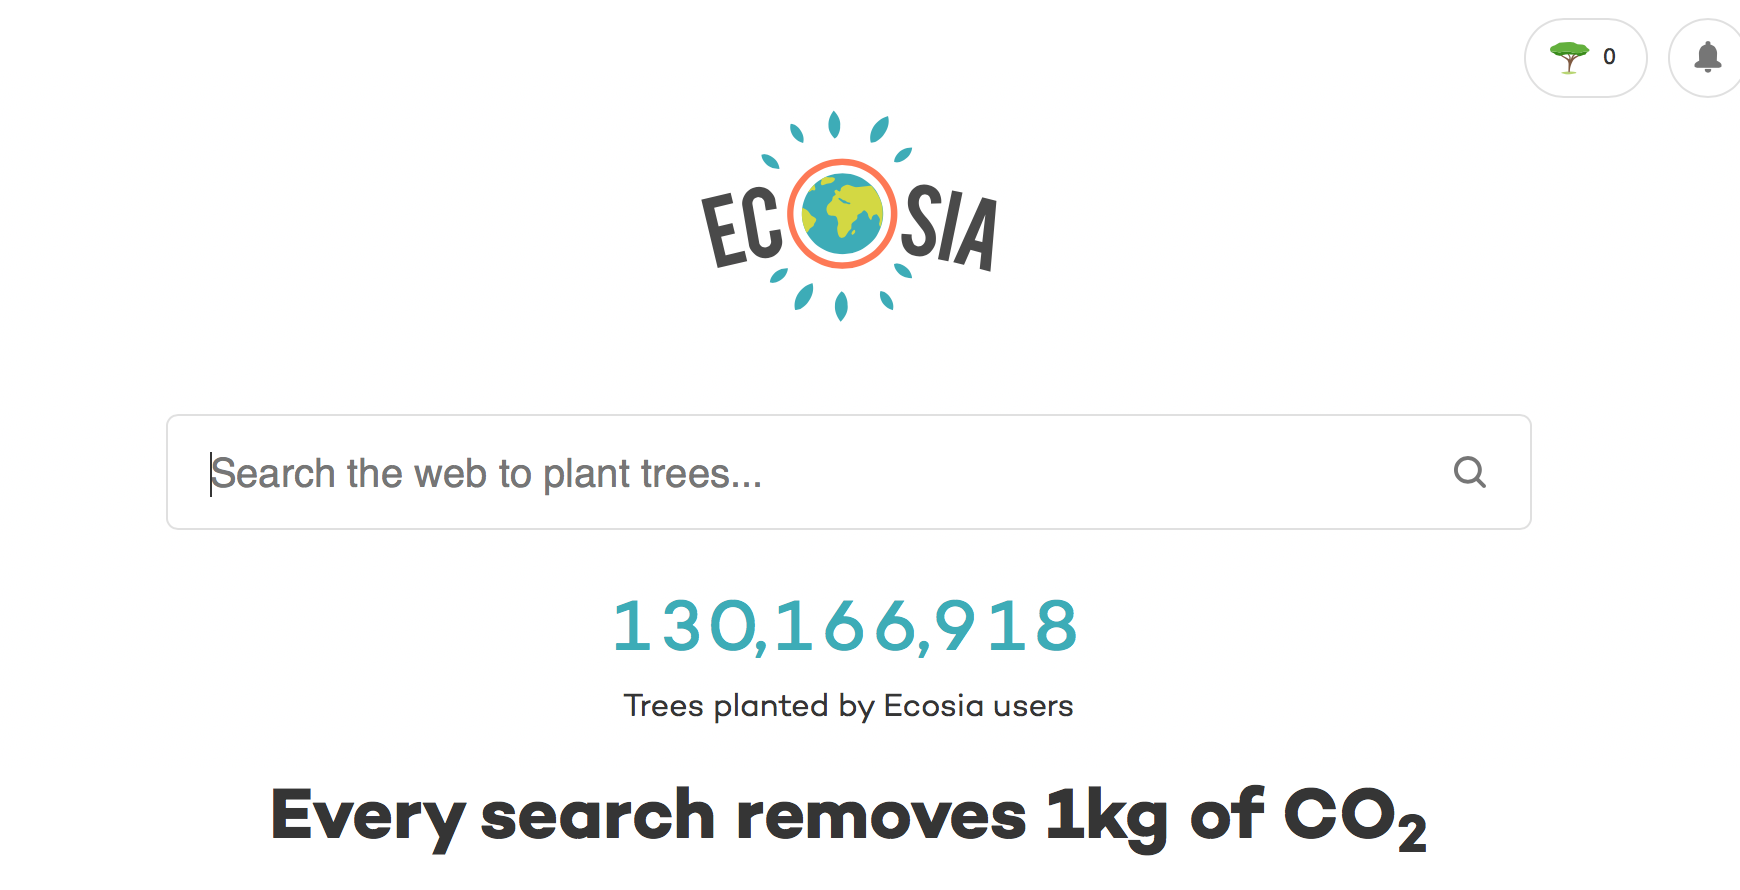 0
ECOSIA
Search the web to plant trees...
130,166,918
Trees planted by Ecosia users
Every search removes 1kg of CO₂